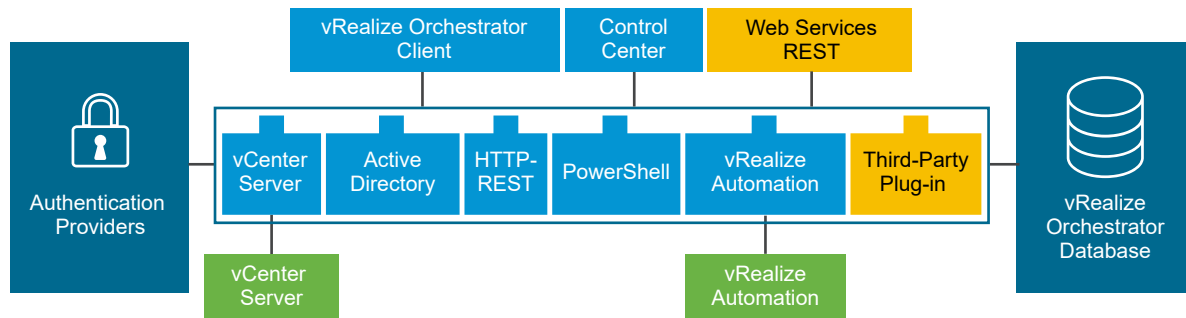 vRealize Orchestrator
Client
Control
Center
Web Services
REST
Authentication
Providers
vCenter
Server
Active
Directory
HTTP-
REST
PowerShell
vRealize
Automation
Third-Party
Plug-in
vRealize
Orchestrator
Database
vCenter
Server
vRealize
Automation